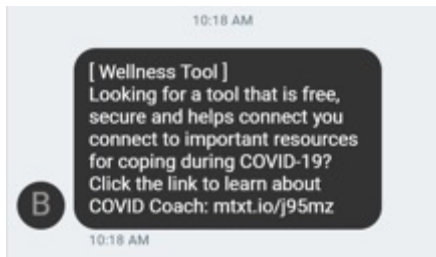 10:18 AM
[ Wellness Tool ]
Looking for a tool that is free,
secure and helps connect you
connect to important resources
for coping during COVID-19?
Click the link to learn about
COVID Coach: mtxt.io/j95mz
B
10:18 AM